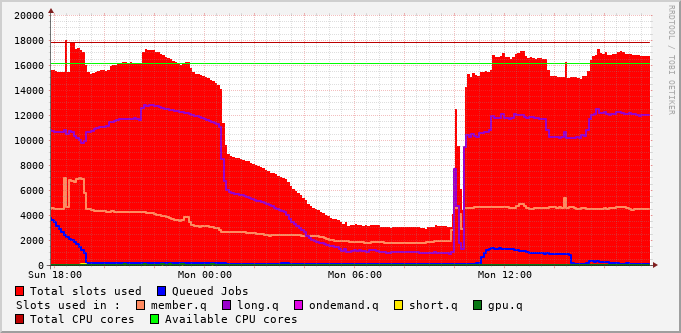 20000
18000
16000
14000
12000
10000
8000
6000
4000
2000
0
Sun 18:00 Mon 00:00 Mon 06:00 Mon 12:00
RRDTOOL / TOBI OETIKER
Total slots used Queued Jobs
Slots used in : member.q long.q ondemand.q short.q gpu.q
Total CPU cores Available CPU cores